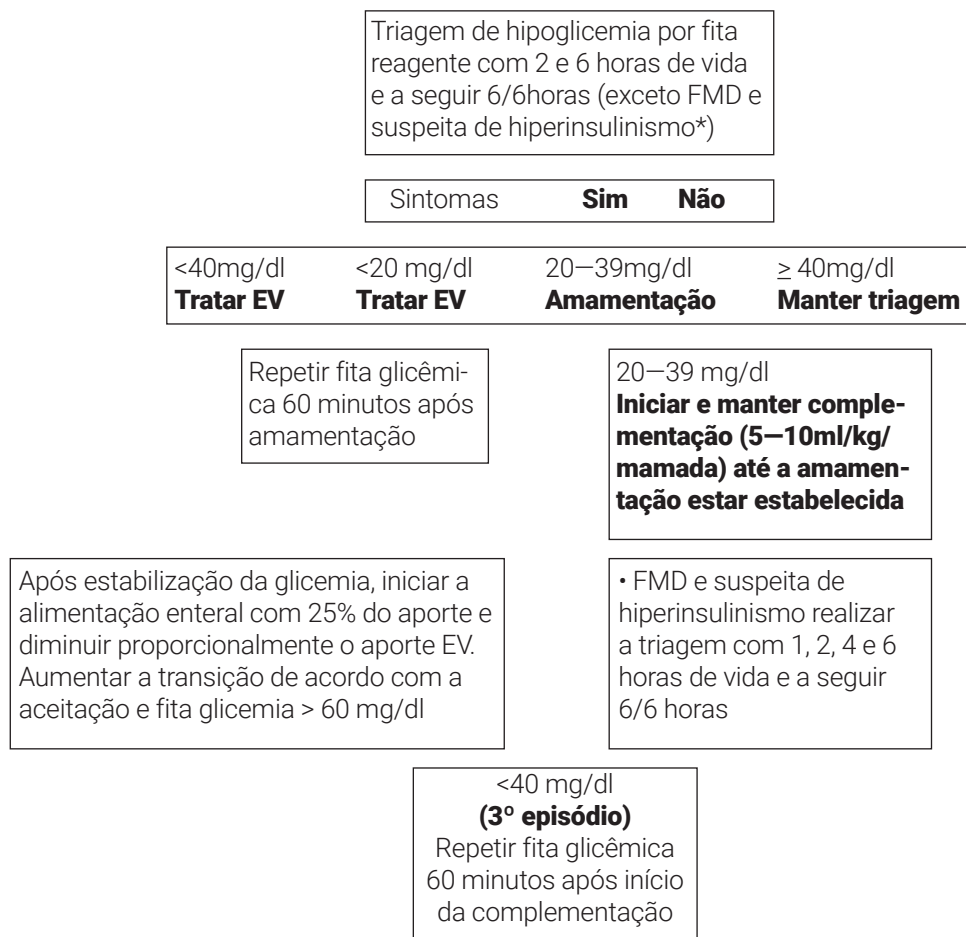 Triagem de hipoglicemia por fita
reagente com 2 e 6 horas de vida
e a seguir 6/6horas (exceto FMD e
suspeita de hiperinsulinismo*)
Sintomas Sim Não
<40mg/dl <20 mg/dl 20—39mg/dl ≥ 40mg/dl
Tratar EV Tratar EV Amamentação Manter triagem
Repetir fita glicêmi-
ca 60 minutos após
amamentação
20—39 mg/dl
Iniciar e manter comple-
mentação (5—10ml/kg/
mamada) até a amamen-
tação estar estabelecida
Após estabilização da glicemia, iniciar a
alimentação enteral com 25% do aporte e
diminuir proporcionalmente o aporte EV.
Aumentar a transição de acordo com a
aceitação e fita glicemia > 60 mg/dl
• FMD e suspeita de
hiperinsulinismo realizar
a triagem com 1, 2, 4 e 6
horas de vida e a seguir
6/6 horas
<40 mg/dl
(3º episódio)
Repetir fita glicêmica
60 minutos após início
da complementação